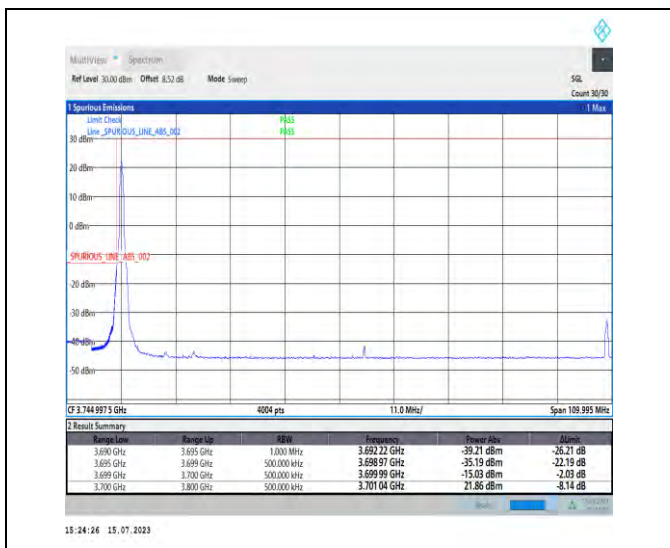 MultiView Spectrum
Ref Level 30.00 dBm Offset 8.52 dB Mode Sweep SGL
Count 30/30
1 Spurious Emissions 1 Max
Limit Check PASS
Line _SPURIOUS_LINE_ABS_002 PASS
30 dBm
20 dBm
10 dBm
0 dBm
SPURIOUS_LINE_ABS_002
-20 dBm
-30 dBm
-40 dBm
-50 dBm
CF 3.744 997 5 GHz 4004 pts 11.0 MHz/ Span 109.995 MHz
2 Result Summary
Range Low Range Up RBW Frequency Power Abs ΔLimit
3.690 GHz 3.695 GHz 1.000 MHz 3.692 22 GHz -39.21 dBm -26.21 dB
3.695 GHz 3.699 GHz 500.000 kHz 3.698 97 GHz -35.19 dBm -22.19 dB
3.699 GHz 3.700 GHz 500.000 kHz 3.699 99 GHz -15.03 dBm -2.03 dB
3.700 GHz 3.800 GHz 500.000 kHz 3.701 04 GHz 21.86 dBm -8.14 dB
15:24:26 15.07.2023